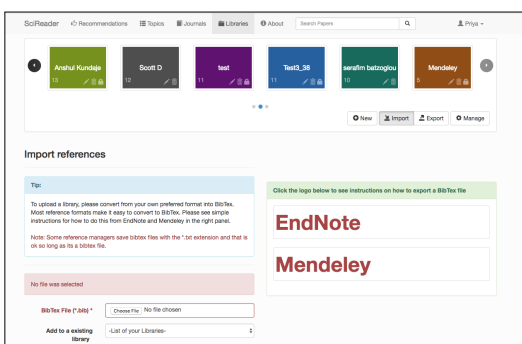 SciReader Recommendations Topics Journals Libraries About Search Papers Priya
Anshul Kundaje
13
Scott D
12
test
11
Test3_38
11
serafim batzoglou
10
Mendeley
5
New Import Export Manage
Import references
Tip:
To upload a library, please convert from your own preferred format into BibTex.
Most reference formats make it easy to convert to BibTex. Please see simple
instructions for how to do this from EndNote and Mendeley in the right panel.
Note: Some reference managers save bibtex files with the *.txt extension and that is
ok so long as its a bibtex file.
Click the logo below to see instructions on how to export a BibTex file
EndNote
Mendeley
No file was selected
BibTex File (*.bib) * Choose File No file chosen
Add to a existing
library
-List of your Libraries-